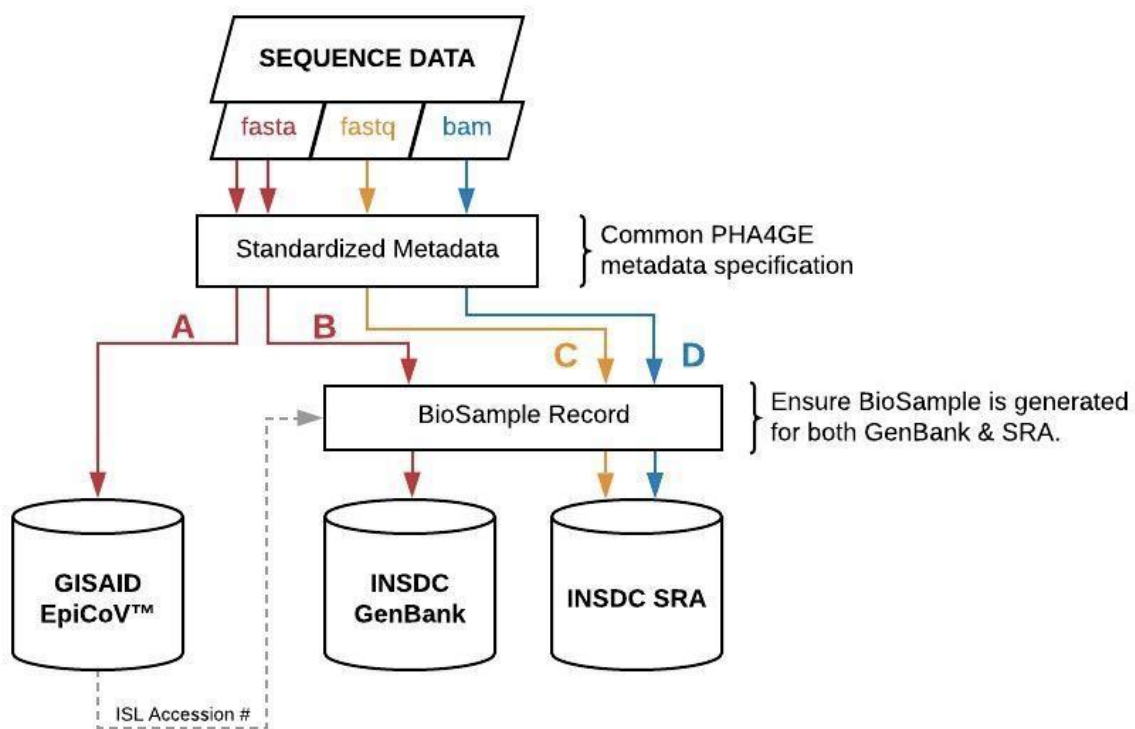 SEQUENCE DATA
fasta
fastq
bam
Standardized Metadata
Common PHA4GE
metadata specification
A
B
C
D
BioSample Record
Ensure BioSample is generated
for both GenBank & SRA.
GISAID
EpiCoV™
INSDC
GenBank
INSDC SRA
ISL Accession #